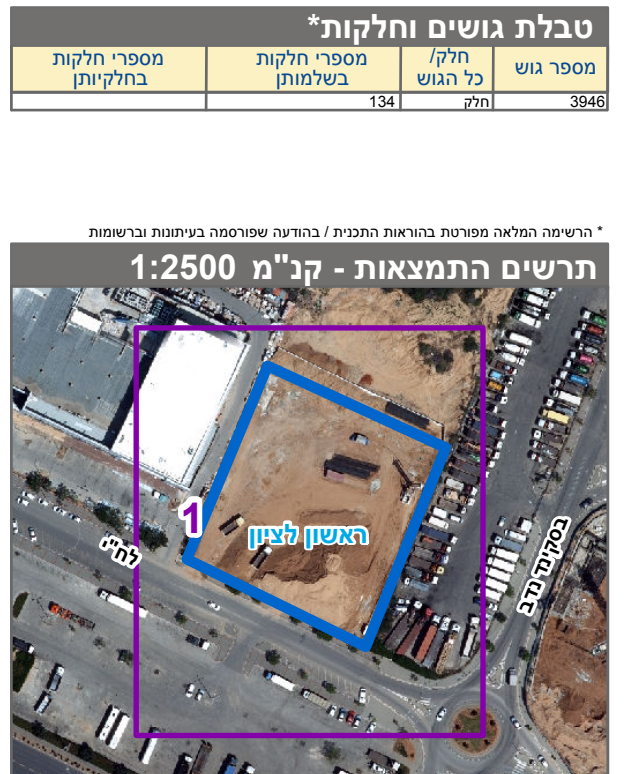 טבלת גושים וחלקות*
מספר גוש
חלק/
כל הגוש
מספרי חלקות
בשלמותן
מספרי חלקות
בחלקיותן
3946
חלק
134
* הרשימה המלאה מפורטת בהוראות התכנית / בהודעה שפורסמה בעיתונות וברשומות
תרשים התמצאות - קנ"מ 1:2500
1
ראשון לציון
לח"י
בסקינד נדב